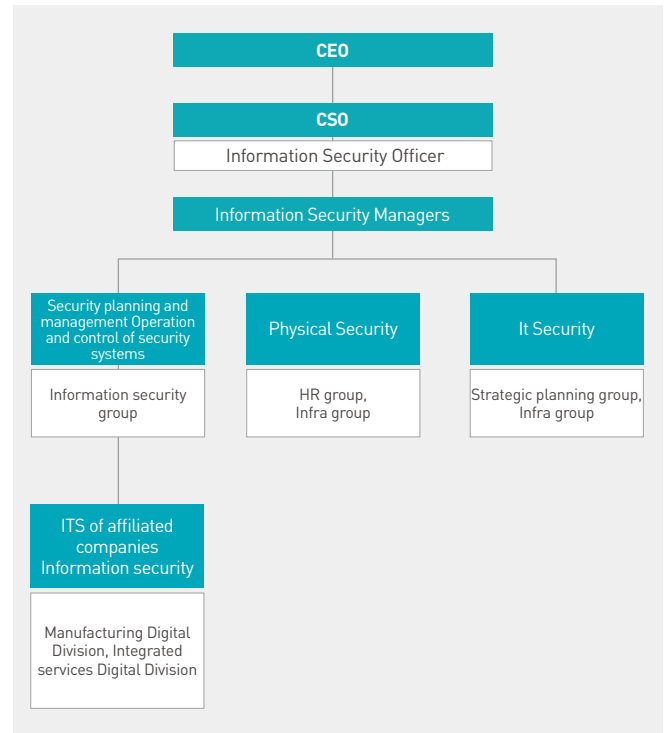 CEO
CSO
Information Security Officer
Information Security Managers
Security planning and
management Operation
and control of security
systems
Information security
group
Physical Security
HR group,
Infra group
It Security
Strategic planning group,
Infra group
ITS of affiliated
companies
Information security
Manufacturing Digital
Division, Integrated
services Digital Division